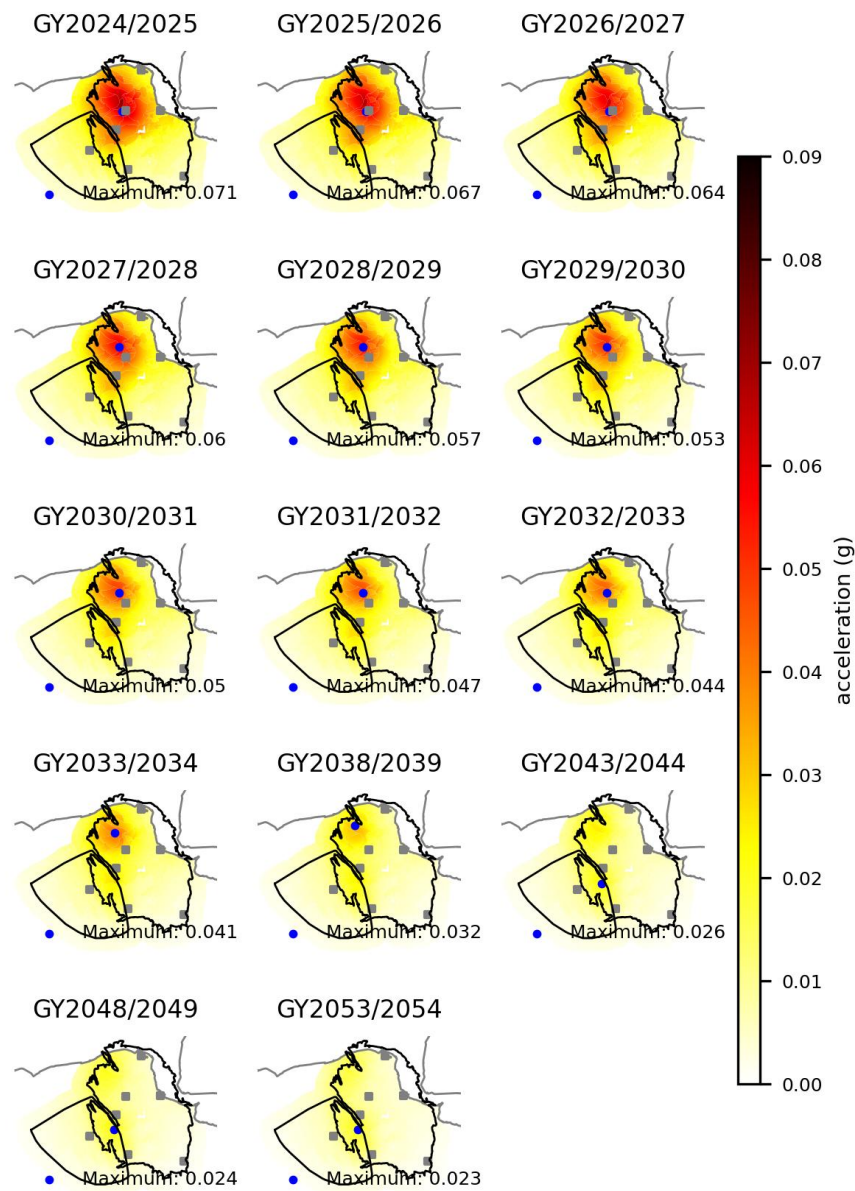 GY2024/2025
GY2025/2026
GY2026/2027
Maximum: 0.071
Maximum: 0.067
Maximum: 0.064
GY2027/2028
GY2028/2029
GY2029/2030
Maximum: 0.06
Maximum: 0.057
Maximum: 0.053
GY2030/2031
GY2031/2032
GY2032/2033
Maximum: 0.05
Maximum: 0.047
Maximum: 0.044
GY2033/2034
GY2038/2039
GY2043/2044
Maximum: 0.041
Maximum: 0.032
Maximum: 0.026
GY2048/2049
GY2053/2054
Maximum: 0.024
Maximum: 0.023
0.09
0.08
0.07
0.06
0.05
0.04
0.03
0.02
0.01
0.00
acceleration (g)